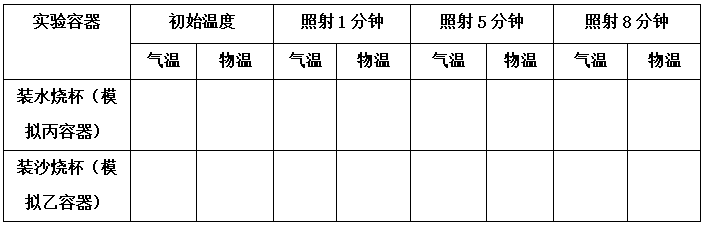 实验容器 初始温度 照射1分钟 照射5分钟 照射8分钟
气温 物温 气温 物温 气温 物温 气温 物温
装水烧杯（模
拟丙容器）
装沙烧杯（模
拟乙容器）